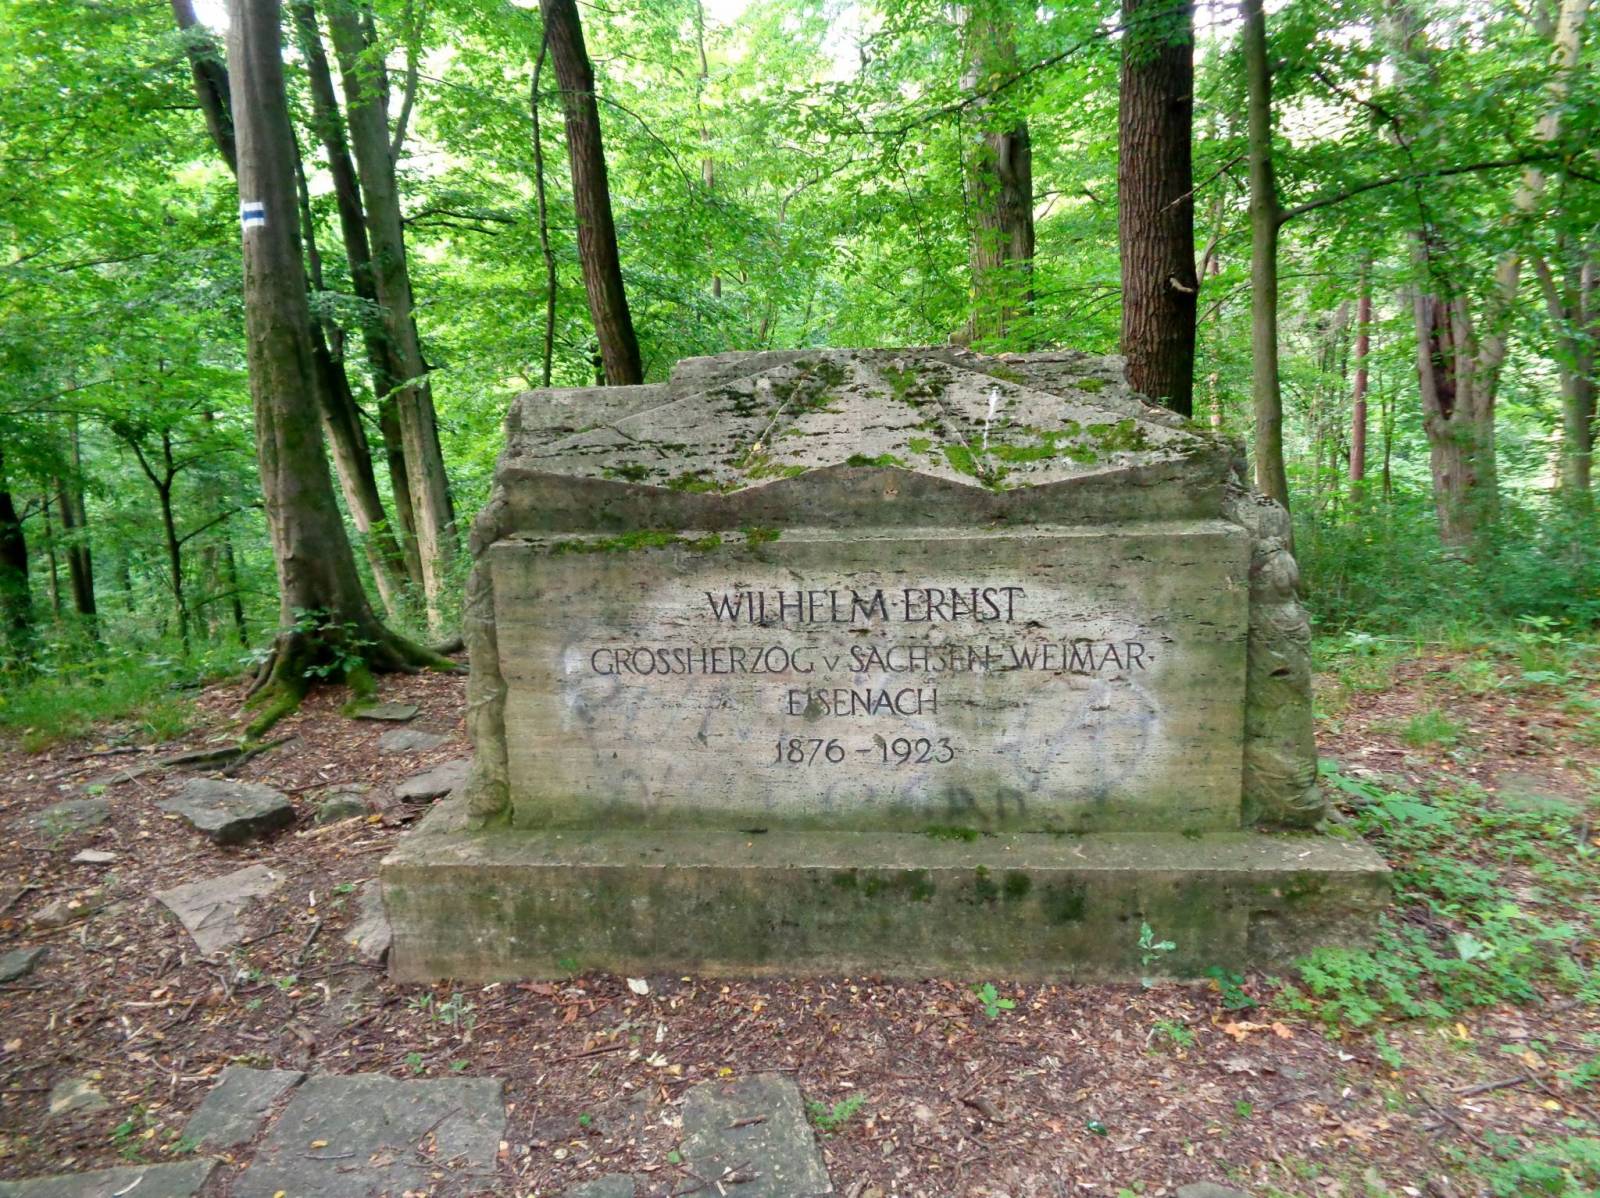 WILHELM·ERNST
GROSSHERZOG v SACHSEN-WEIMAR-
EISENACH
1876-1923